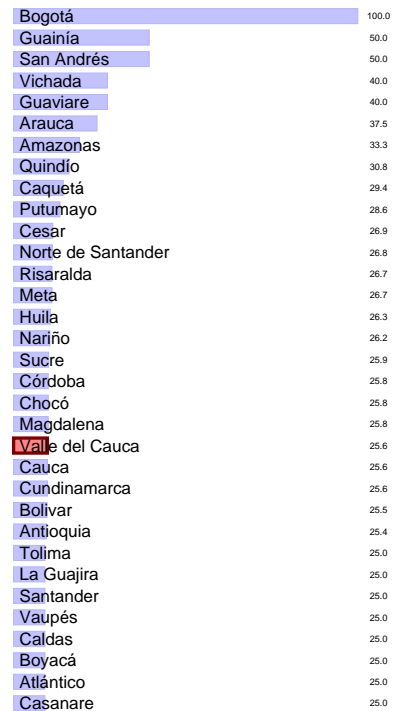 Bogotá 100.0
Guainía 50.0
San Andrés 50.0
Vichada 40.0
Guaviare 40.0
Arauca 37.5
Amazonas 33.3
Quindío 30.8
Caquetá 29.4
Putumayo 28.6
Cesar 26.9
Norte de Santander 26.8
Risaralda 26.7
Meta 26.7
Huila 26.3
Nariño 26.2
Sucre 25.9
Córdoba 25.8
Chocó 25.8
Magdalena 25.8
Valle del Cauca 25.6
Cauca 25.6
Cundinamarca 25.6
Bolivar 25.5
Antioquia 25.4
Tolima 25.0
La Guajira 25.0
Santander 25.0
Vaupés 25.0
Caldas 25.0
Boyacá 25.0
Atlántico 25.0
Casanare 25.0